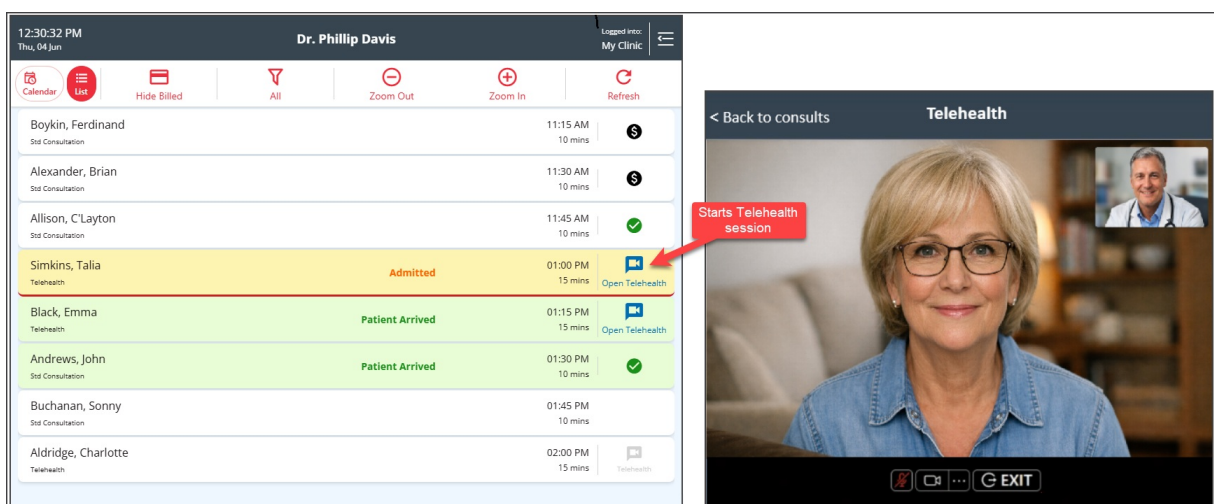 12:30:32 PM
Thu, 04 Jun
Dr. Phillip Davis
Logged into:
My Clinic
Calendar
List
Hide Billed
All
Zoom Out
Zoom In
Refresh
Boykin, Ferdinand
Std Consultation
11:15 AM
10 mins
Alexander, Brian
Std Consultation
11:30 AM
10 mins
Allison, C'Layton
Std Consultation
11:45 AM
10 mins
Simkins, Talia
Telehealth
Admitted
01:00 PM
15 mins
Open Telehealth
Black, Emma
Telehealth
Patient Arrived
01:15 PM
15 mins
Open Telehealth
Andrews, John
Std Consultation
Patient Arrived
01:30 PM
10 mins
Buchanan, Sonny
Std Consultation
01:45 PM
10 mins
Aldridge, Charlotte
Telehealth
02:00 PM
15 mins
Telehealth
Starts Telehealth
session
< Back to consults
Telehealth
EXIT